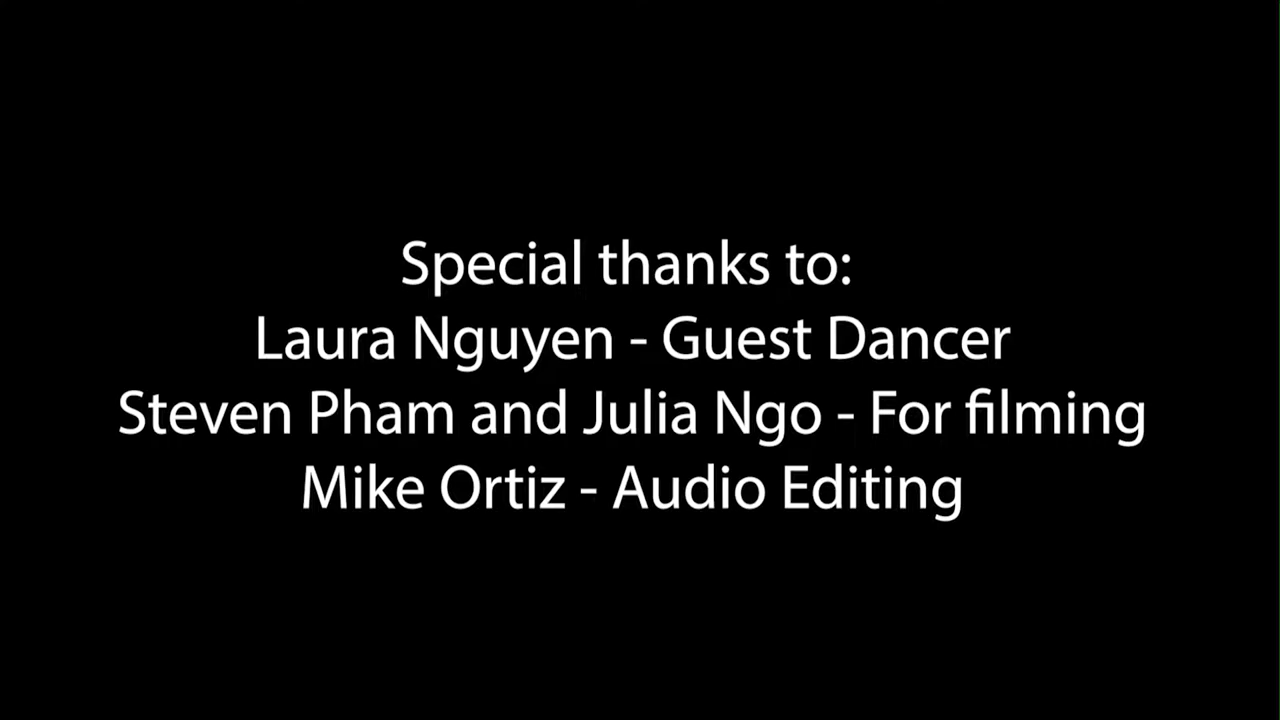 Special thanks to:
Laura Nguyen - Guest Dancer
Steven Pham and Julia Ngo - For filming
Mike Ortiz - Audio Editing